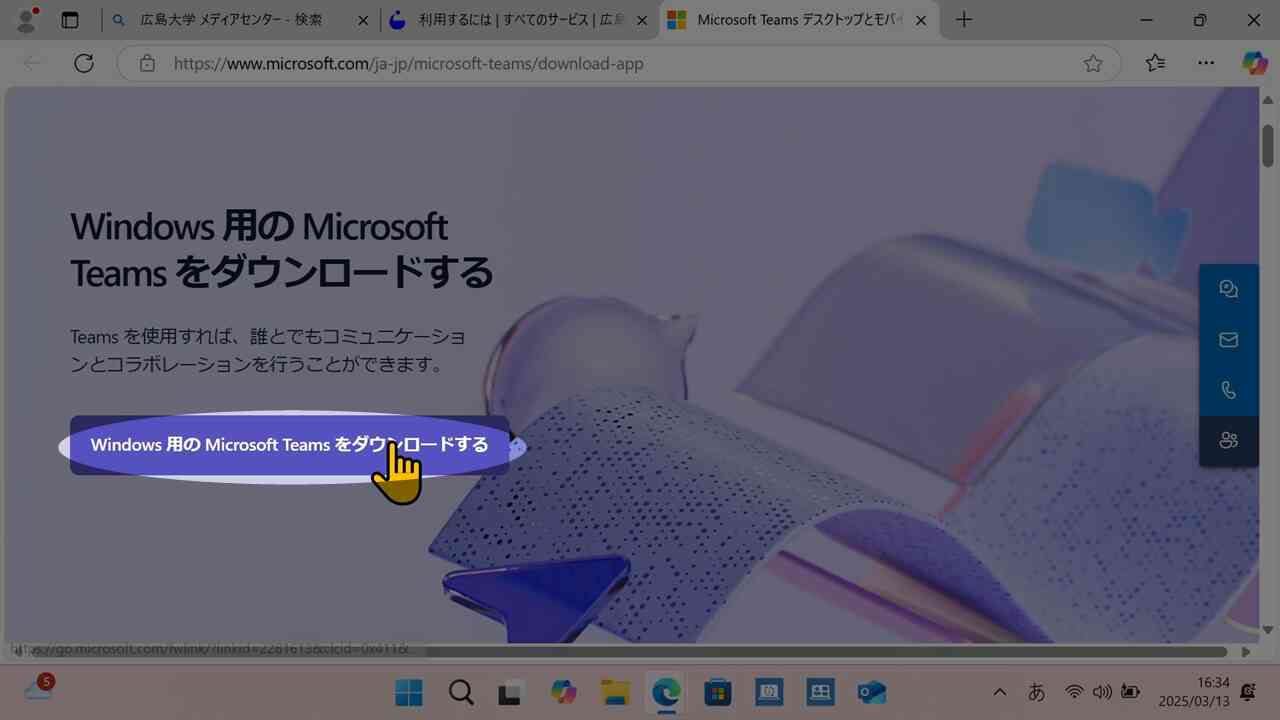 広島大学 メディアセンター - 検索
利用するには | すべてのサービス | 広島
Microsoft Teams デスクトップとモバイ
https://www.microsoft.com/ja-jp/microsoft-teams/download-app
Windows 用の Microsoft
Teams をダウンロードする
Teams を使用すれば、誰とでもコミュニケーショ
ンとコラボレーションを行うことができます。
Windows 用の Microsoft Teams をダウンロードする
https://go.microsoft.com/fwlink/?linkid=2281613&clcid=0x411&...
5
あ
16:34
2025/03/13